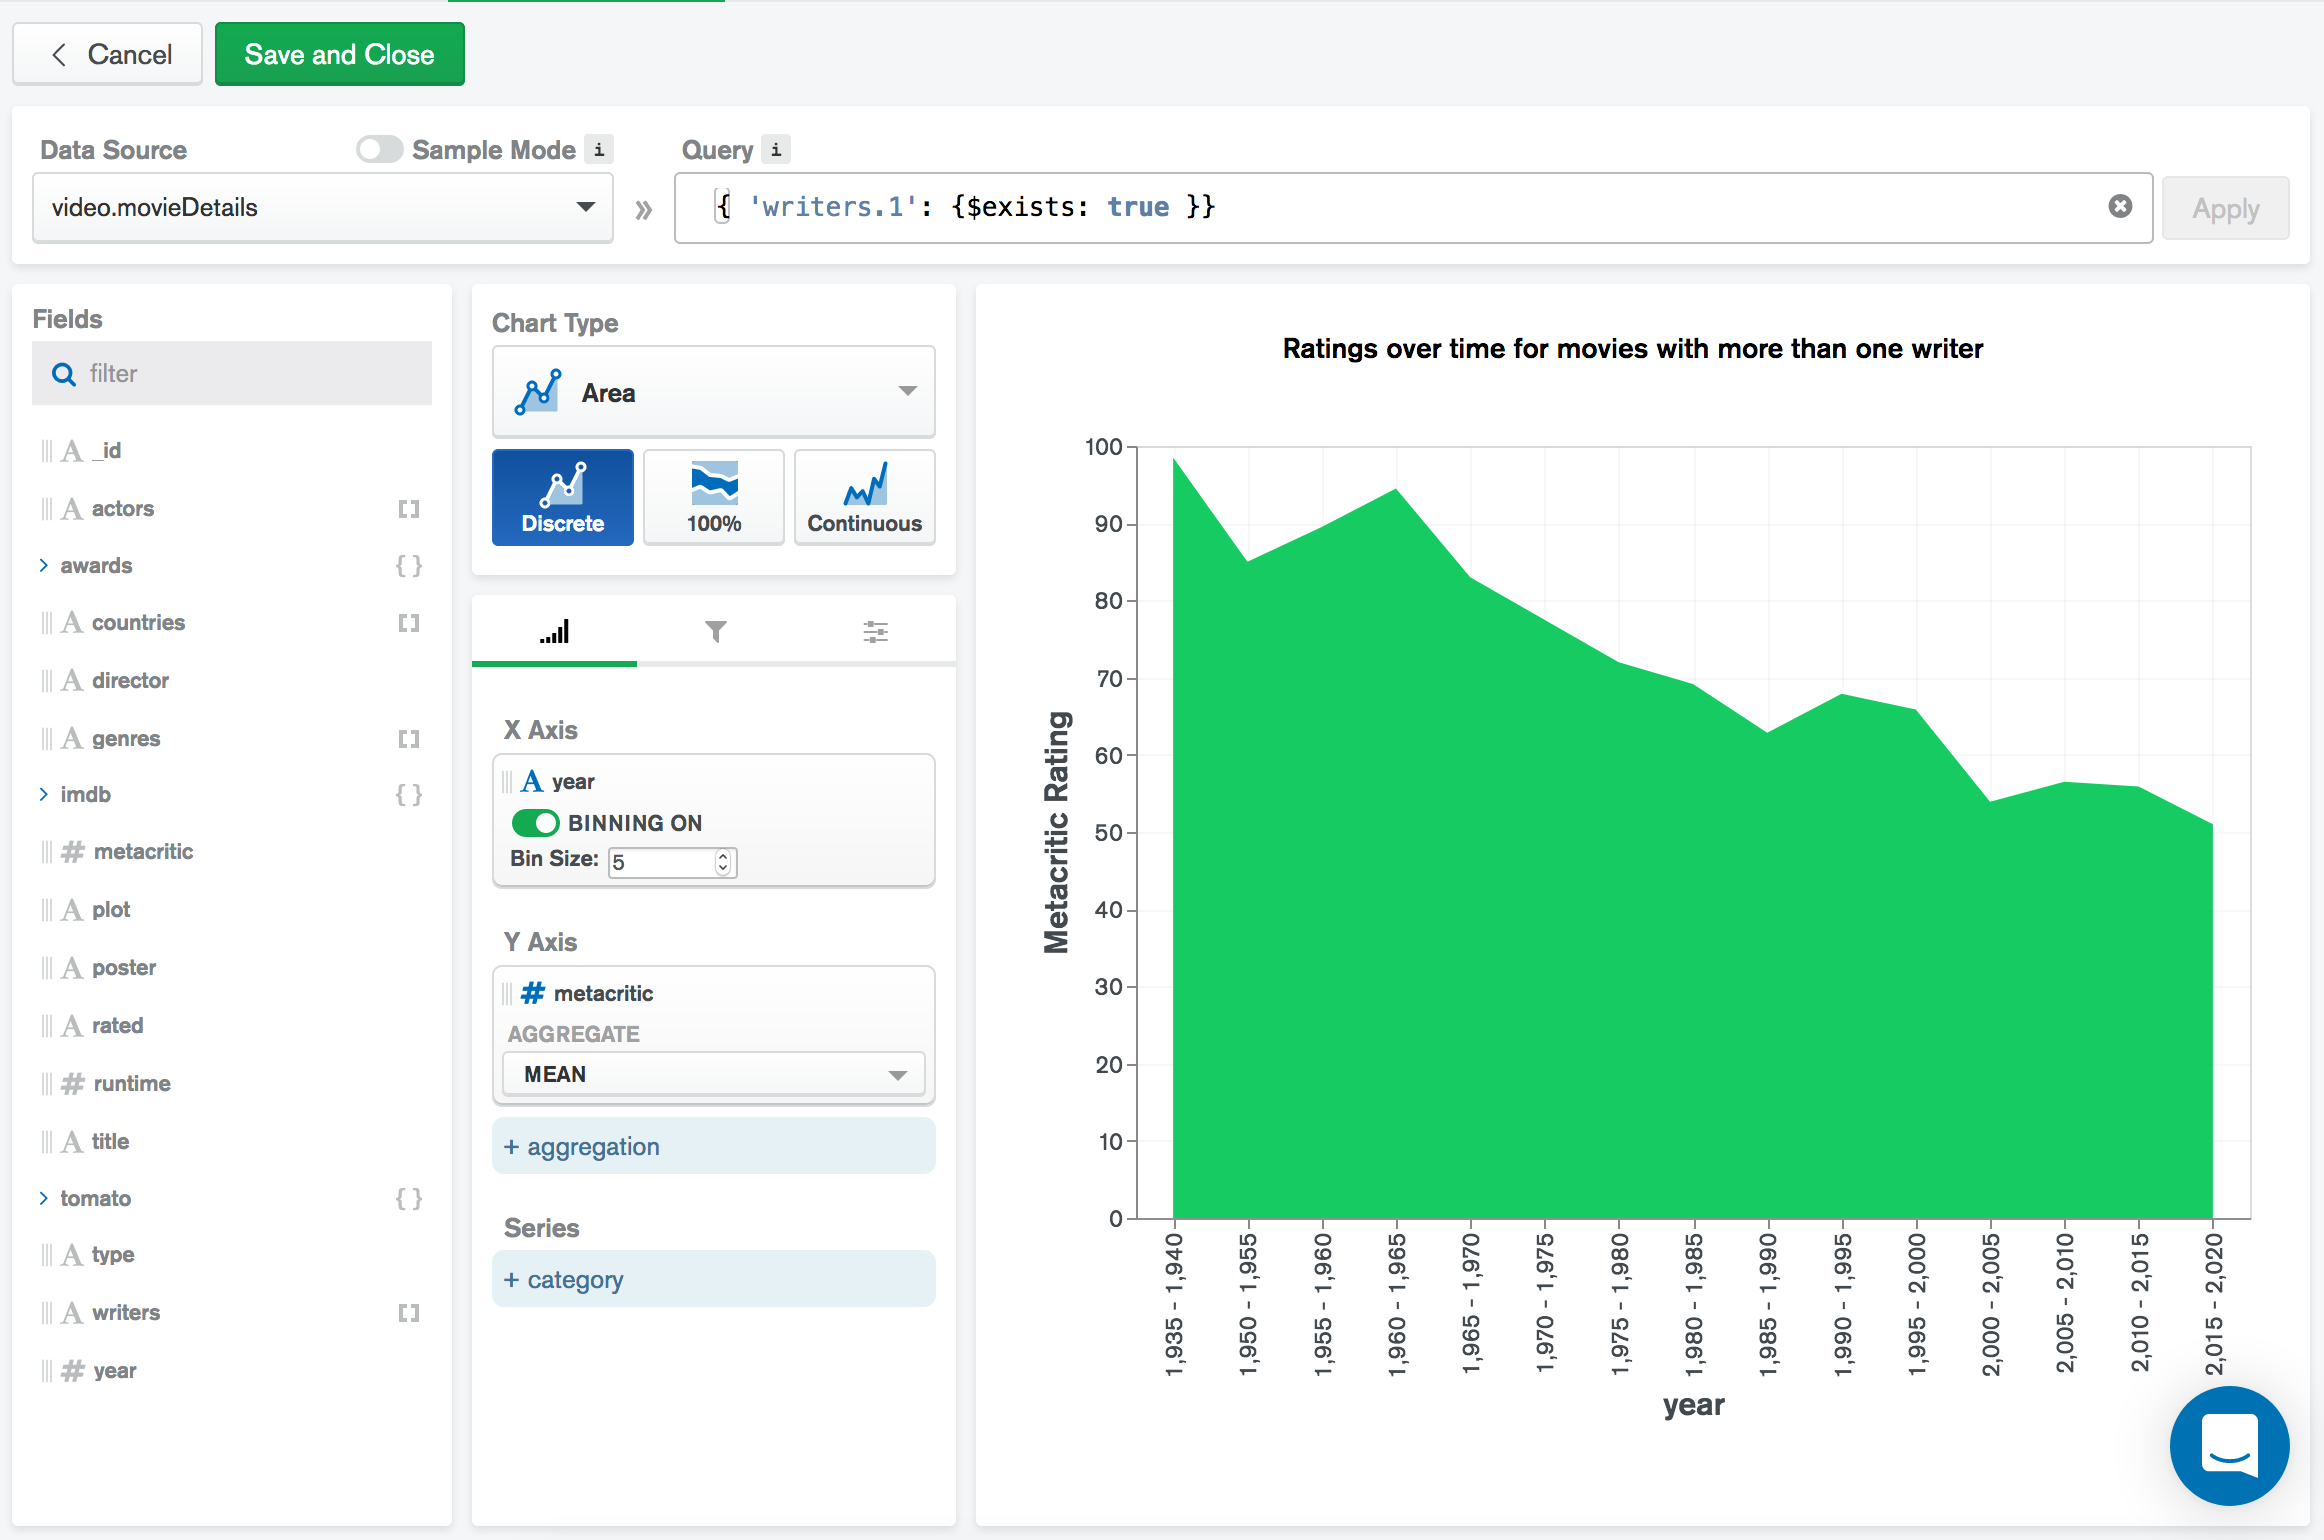 Cancel
Save and Close
Data Source
Sample Mode i
Query i
video.movieDetails
»
{ 'writers.1': {$exists: true }}
Apply
Fields
filter
A _id
A actors [ ]
awards { }
A countries [ ]
A director
A genres [ ]
imdb { }
# metacritic
A plot
A poster
A rated
# runtime
A title
tomato { }
A type
A writers [ ]
# year
Chart Type
Area
Discrete
100%
Continuous
X Axis
A year
BINNING ON
Bin Size: 5
Y Axis
# metacritic
AGGREGATE
MEAN
+ aggregation
Series
+ category
Ratings over time for movies with more than one writer
Metacritic Rating
100
90
80
70
60
50
40
30
20
10
0
1,935 - 1,940
1,950 - 1,955
1,955 - 1,960
1,960 - 1,965
1,965 - 1,970
1,970 - 1,975
1,975 - 1,980
1,980 - 1,985
1,985 - 1,990
1,990 - 1,995
1,995 - 2,000
2,000 - 2,005
2,005 - 2,010
2,010 - 2,015
2,015 - 2,020
year